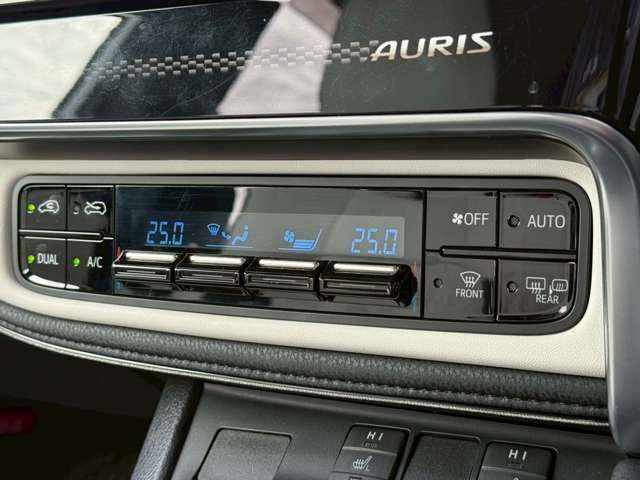 AURIS
25.0 25.0
OFF AUTO
DUAL A/C
FRONT REAR
HI HI
L